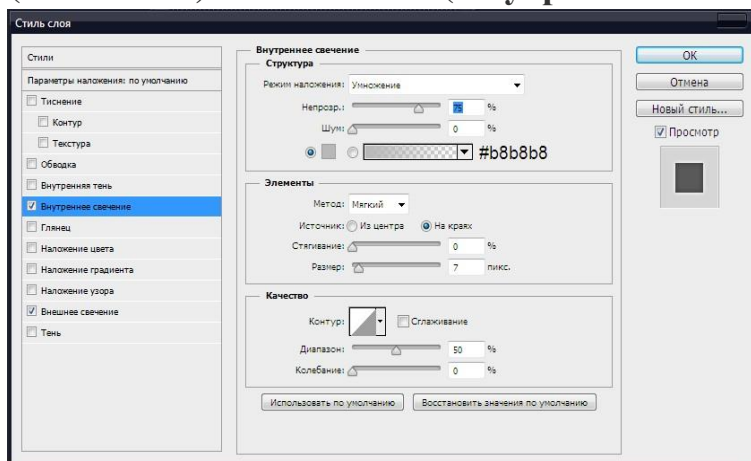 Стиль слоя
Стили
Параметры наложения: по умолчанию
Тиснение
Контур
Текстура
Обводка
Внутренняя тень
Внутреннее свечение
Глянец
Наложение цвета
Наложение градиента
Наложение узора
Внешнее свечение
Тень
Внутреннее свечение
Структура
Режим наложения: Умножение
Непрозр.: 75 %
Шум: 0 %
#b8b8b8
Элементы
Метод: Мягкий
Источник: Из центра На краях
Стягивание: 0 %
Размер: 7 пикс.
Качество
Контур: Сглаживание
Диапазон: 50 %
Колебание: 0 %
Использовать по умолчанию Восстановить значения по умолчанию
OK
Отмена
Новый стиль...
Просмотр